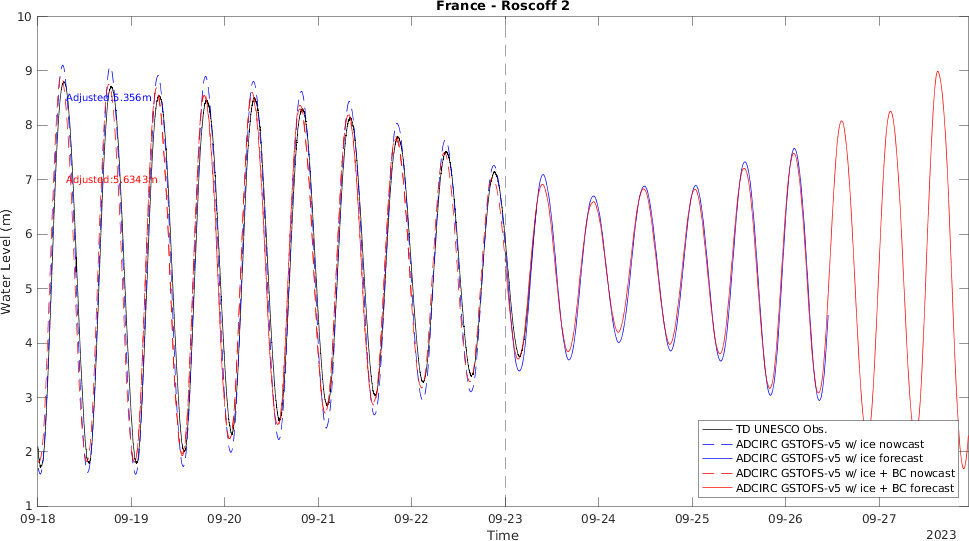 France - Roscoff 2
10
9
8
7
6
5
4
3
2
1
Water Level (m)
Adjusted:5.356m
Adjusted:5.6343m
TD UNESCO Obs.
ADCIRC GSTOFS-v5 w/ ice nowcast
ADCIRC GSTOFS-v5 w/ ice forecast
ADCIRC GSTOFS-v5 w/ ice + BC nowcast
ADCIRC GSTOFS-v5 w/ ice + BC forecast
09-18 09-19 09-20 09-21 09-22 09-23 09-24 09-25 09-26 09-27
Time
2023